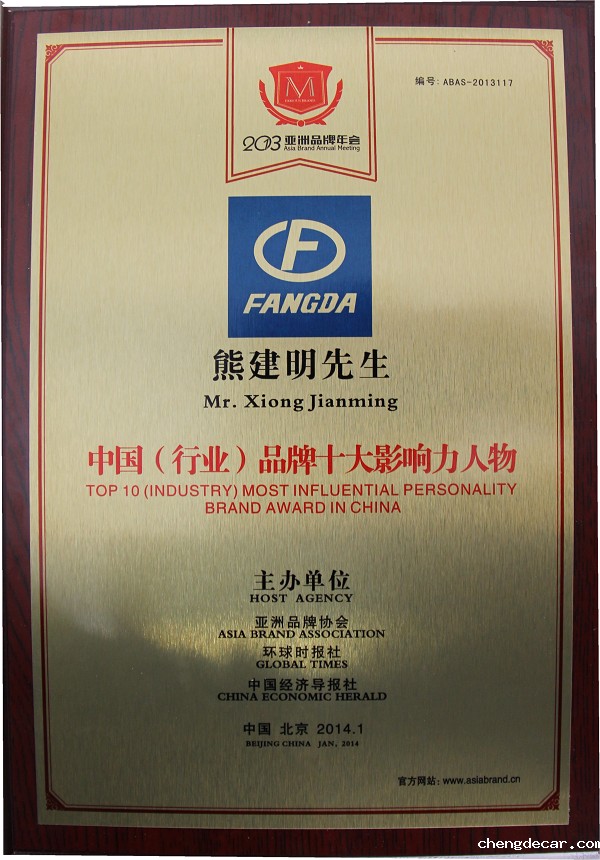 编号: ABAS-2013117
M
2013 亚洲品牌年会
Asia Brand Annual Meeting
F
FANGDA
熊建明先生
Mr. Xiong Jianming
中国（行业）品牌十大影响力人物
TOP 10 (INDUSTRY) MOST INFLUENTIAL PERSONALITY
BRAND AWARD IN CHINA
主办单位
HOST AGENCY
亚洲品牌协会
ASIA BRAND ASSOCIATION
环球时报社
GLOBAL TIMES
中国经济导报社
CHINA ECONOMIC HERALD
中国 北京 2014.1
BEIJING CHINA JAN, 2014
官方网站: www.asiabrand.cn
chengdecar.com